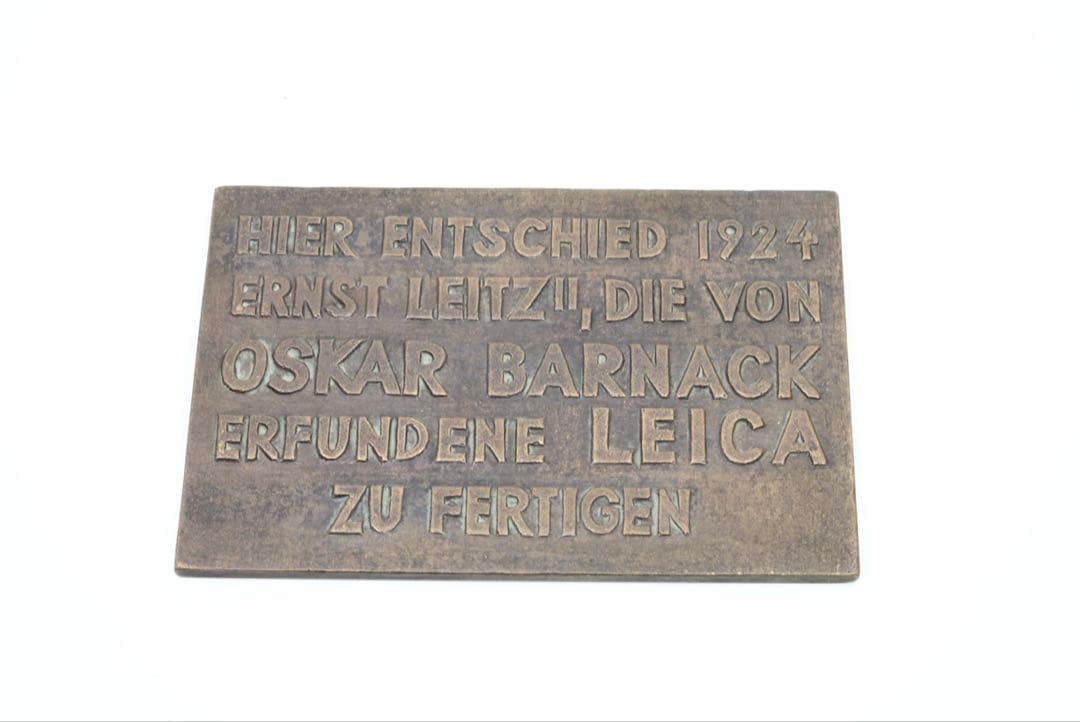 HIER ENTSCHIED 1924
ERNST LEITZ II, DIE VON
OSKAR BARNACK
ERFUNDENE LEICA
ZU FERTIGEN